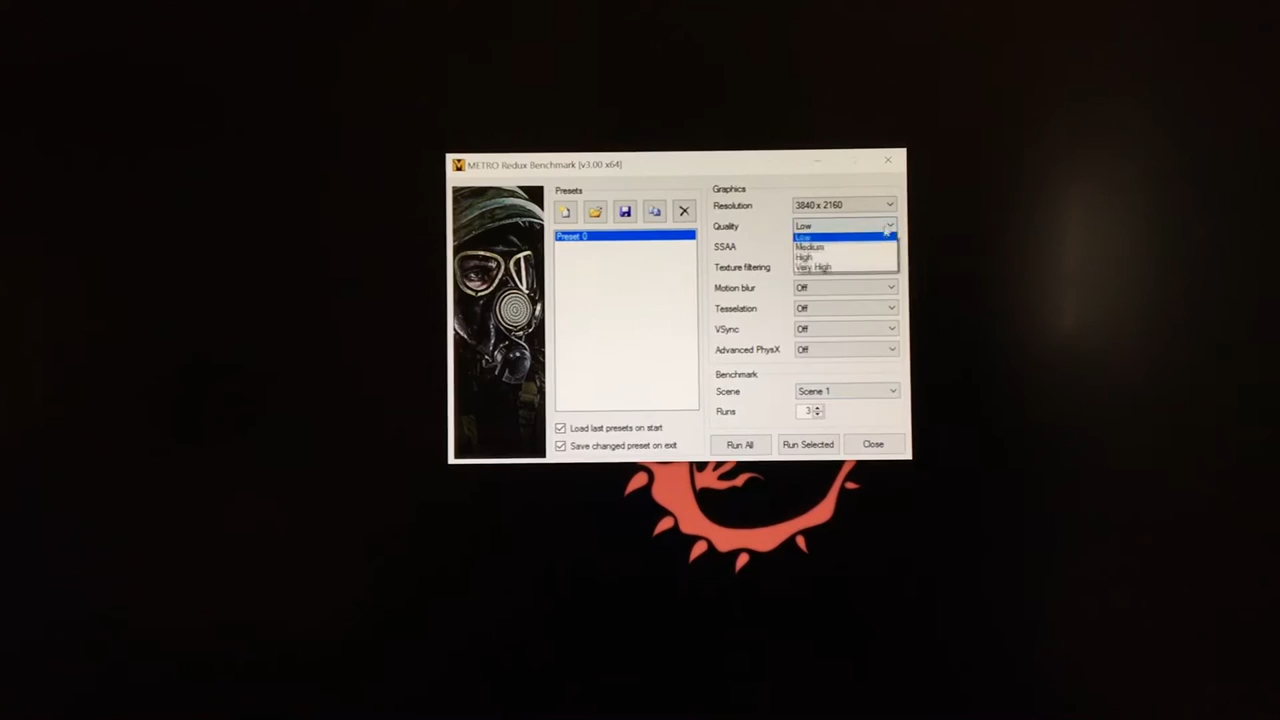 METRO Redux Benchmark [v3.00 x64]
Presets
Preset 0
Load last presets on start
Save changed preset on exit
Graphics
Resolution
3840 x 2160
Quality
Low
Low
Medium
High
Very High
SSAA
Texture filtering
Motion blur
Off
Tesselation
Off
VSync
Off
Advanced PhysX
Off
Benchmark
Scene
Scene 1
Runs
3
Run All
Run Selected
Close